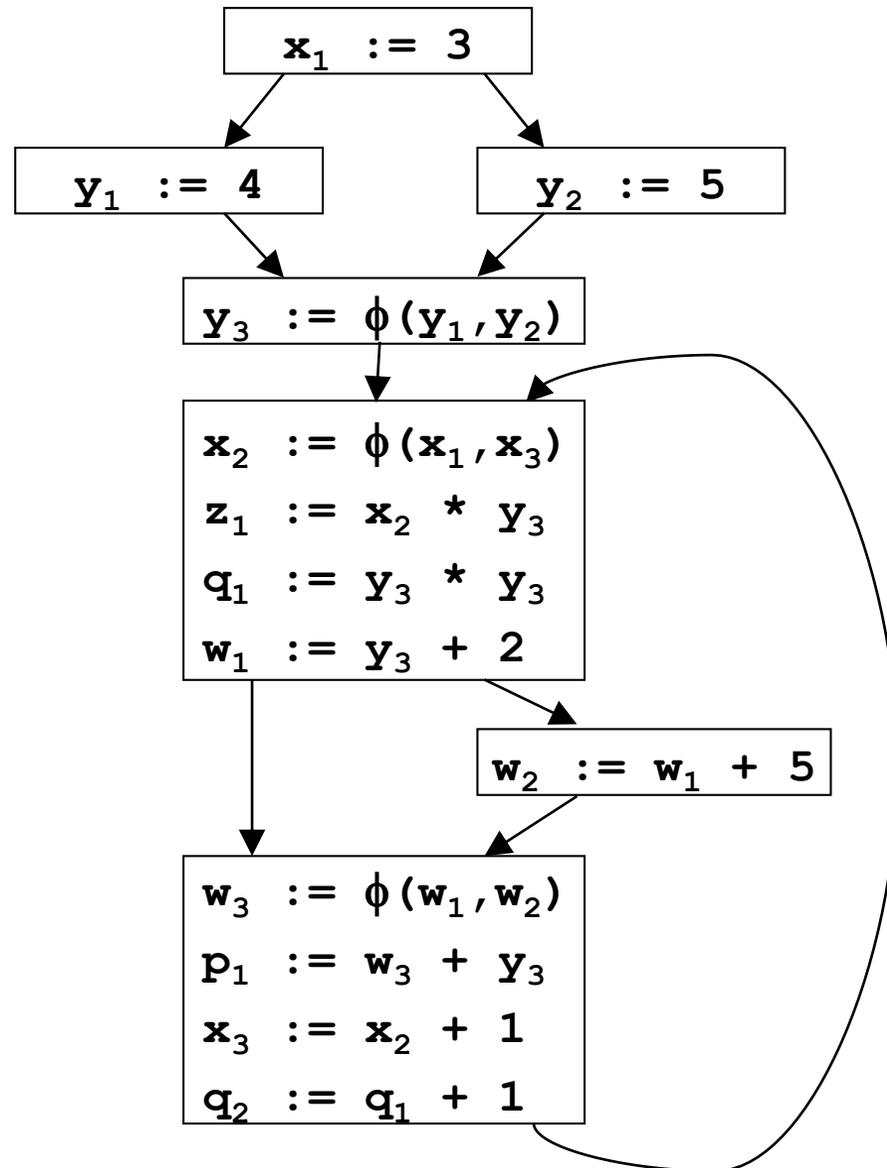 x₁ := 3
y₁ := 4
y₂ := 5
y₃ := ϕ(y₁,y₂)
x₂ := ϕ(x₁,x₃)
z₁ := x₂ * y₃
q₁ := y₃ * y₃
w₁ := y₃ + 2
w₂ := w₁ + 5
w₃ := ϕ(w₁,w₂)
p₁ := w₃ + y₃
x₃ := x₂ + 1
q₂ := q₁ + 1